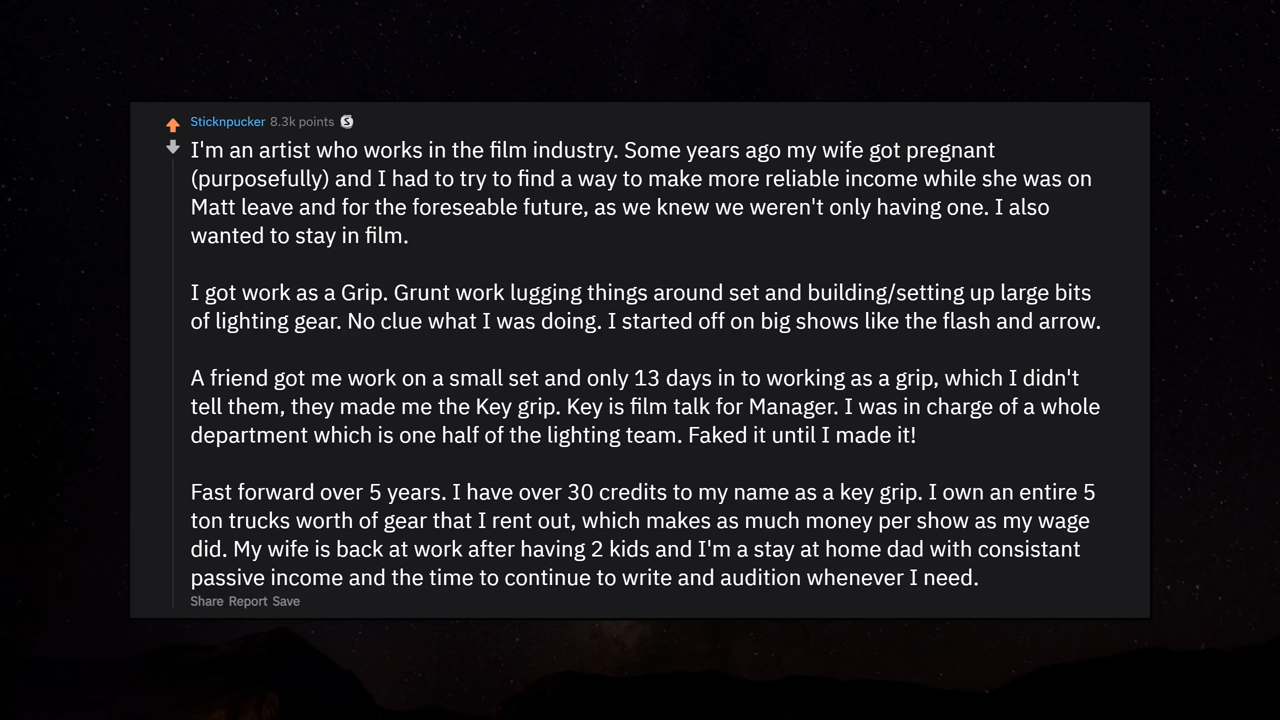 Sticknpucker 8.3k points
I'm an artist who works in the film industry. Some years ago my wife got pregnant
(purposefully) and I had to try to find a way to make more reliable income while she was on
Matt leave and for the foreseable future, as we knew we weren't only having one. I also
wanted to stay in film.
I got work as a Grip. Grunt work lugging things around set and building/setting up large bits
of lighting gear. No clue what I was doing. I started off on big shows like the flash and arrow.
A friend got me work on a small set and only 13 days in to working as a grip, which I didn't
tell them, they made me the Key grip. Key is film talk for Manager. I was in charge of a whole
department which is one half of the lighting team. Faked it until I made it!
Fast forward over 5 years. I have over 30 credits to my name as a key grip. I own an entire 5
ton trucks worth of gear that I rent out, which makes as much money per show as my wage
did. My wife is back at work after having 2 kids and I'm a stay at home dad with consistant
passive income and the time to continue to write and audition whenever I need.
Share Report Save